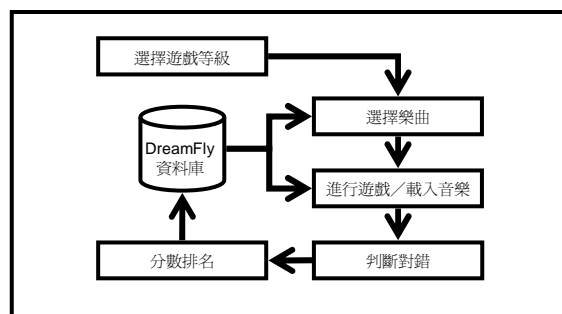 選擇遊戲等級
選擇樂曲
DreamFly
資料庫
進行遊戲／載入音樂
分數排名
判斷對錯